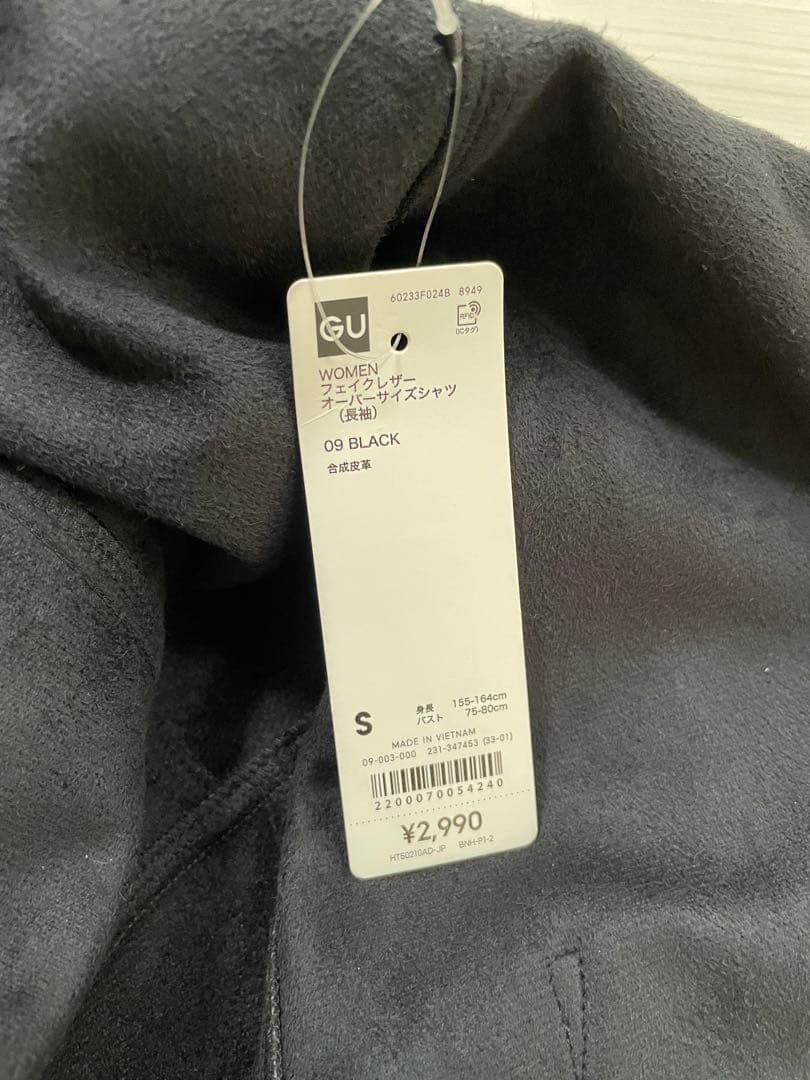 60233F024B 8949
GU
RFID
(ICタグ)
WOMEN
フェイクレザー
オーバーサイズシャツ
(長袖)
09 BLACK
合成皮革
S
身長 155-164cm
バスト 75-80cm
MADE IN VIETNAM
09-003-000 231-347453 (33-01)
2200070054240
¥2,990
HT50210AD-JP BNH-P1-2